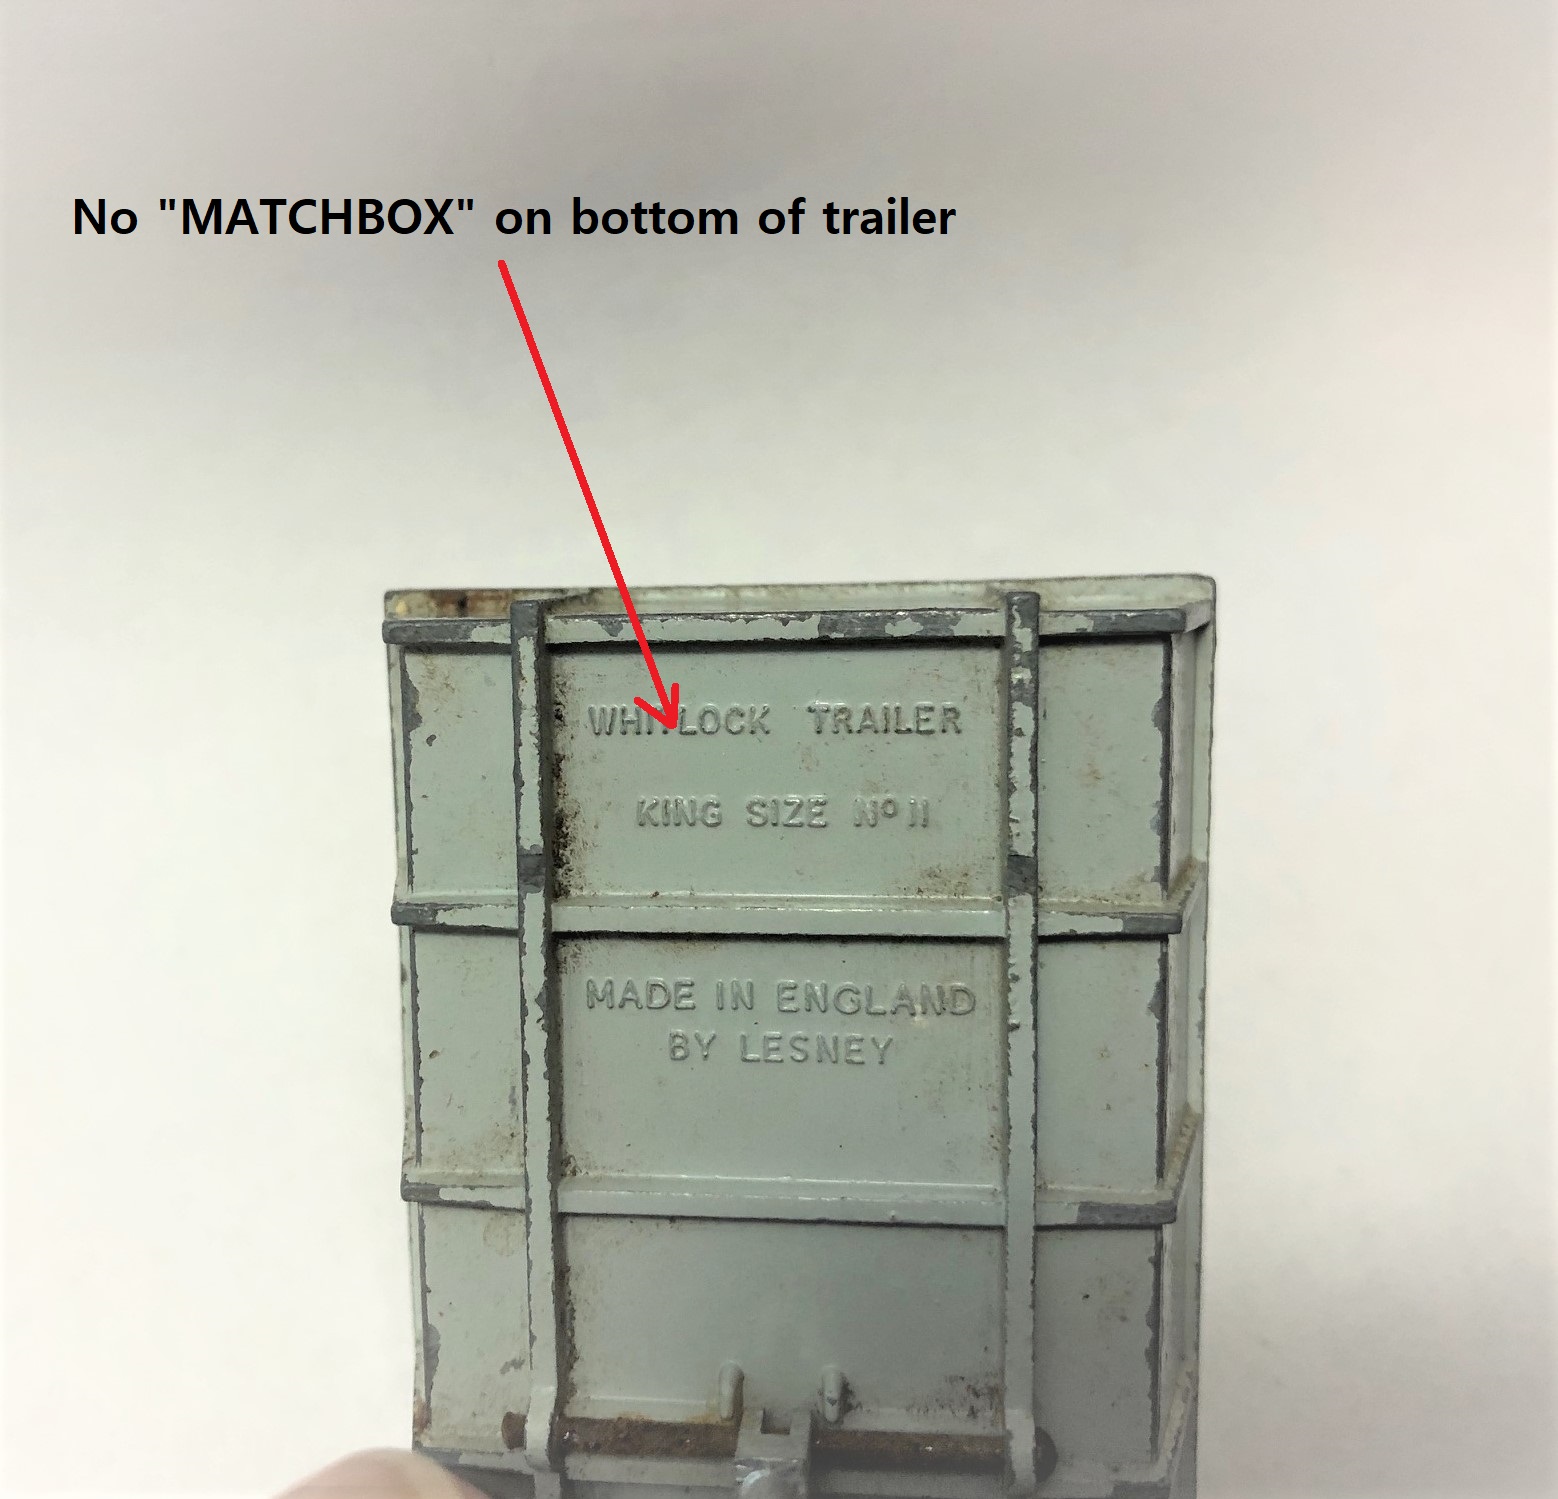 No "MATCHBOX" on bottom of trailer
WHITLOCK TRAILER
KING SIZE Nº 11
MADE IN ENGLAND
BY LESNEY